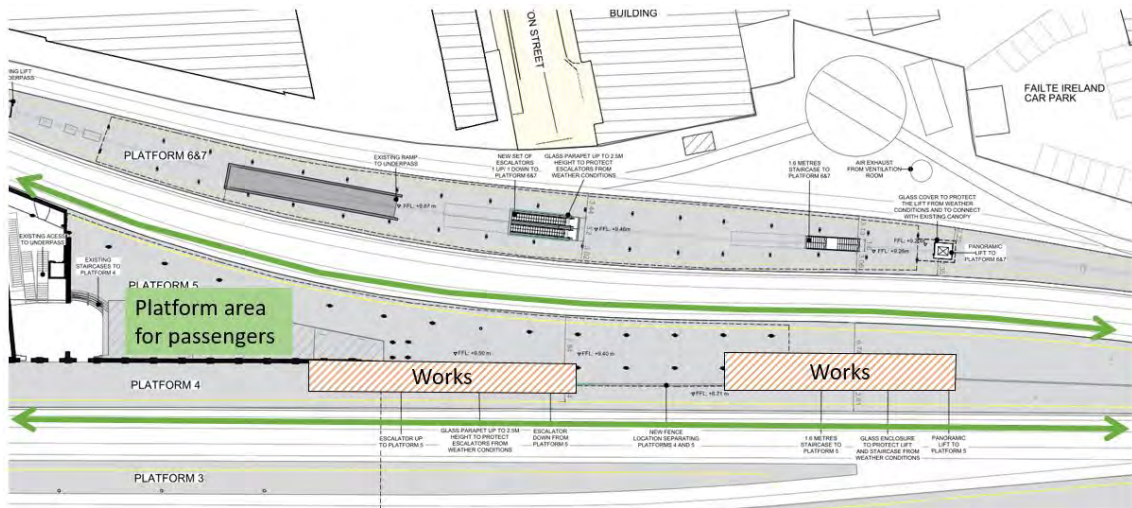 BUILDING
ON STREET
FAILTE IRELAND
CAR PARK
ING LIFT
NDERPASS
PLATFORM 6&7
EXISTING RAMP
TO UNDERPASS
NEW SET OF
ESCALATORS
1 UP/ 1 DOWN TO
PLATFORM 6&7
GLASS PARAPET UP TO 2.5M
HEIGHT TO PROTECT
ESCALATORS FROM
WEATHER CONDITIONS
1.6 METRES
STAIRCASE TO
PLATFORM 6&7
AIR EXHAUST
FROM VENTILATION
ROOM
GLASS COVER TO PROTECT
THE LIFT FROM WEATHER
CONDITIONS AND TO CONNECT
WITH EXISTING CANOPY
PANORAMIC
LIFT TO
PLATFORM 6&7
EXISTING ACESS
TO UNDERPASS
EXISTING
STAIRCASES TO
PLATFORM 4
PLATFORM 5
Platform area
for passengers
FFL: +0.50 m
FFL: +0.40 m
Works
Works
PLATFORM 4
ESCALATOR UP
TO PLATFORM 5
GLASS PARAPET UP TO 2.5M
HEIGHT TO PROTECT
ESCALATORS FROM
WEATHER CONDITIONS
ESCALATOR
DOWN FROM
PLATFORM 5
NEW FENCE
LOCATION SEPARATING
PLATFORMS 4 AND 5
1.6 METRES
STAIRCASE TO
PLATFORM 5
GLASS ENCLOSURE
TO PROTECT LIFT
AND STAIRCASE FROM
WEATHER CONDITIONS
PANORAMIC
LIFT TO
PLATFORM 5
PLATFORM 3